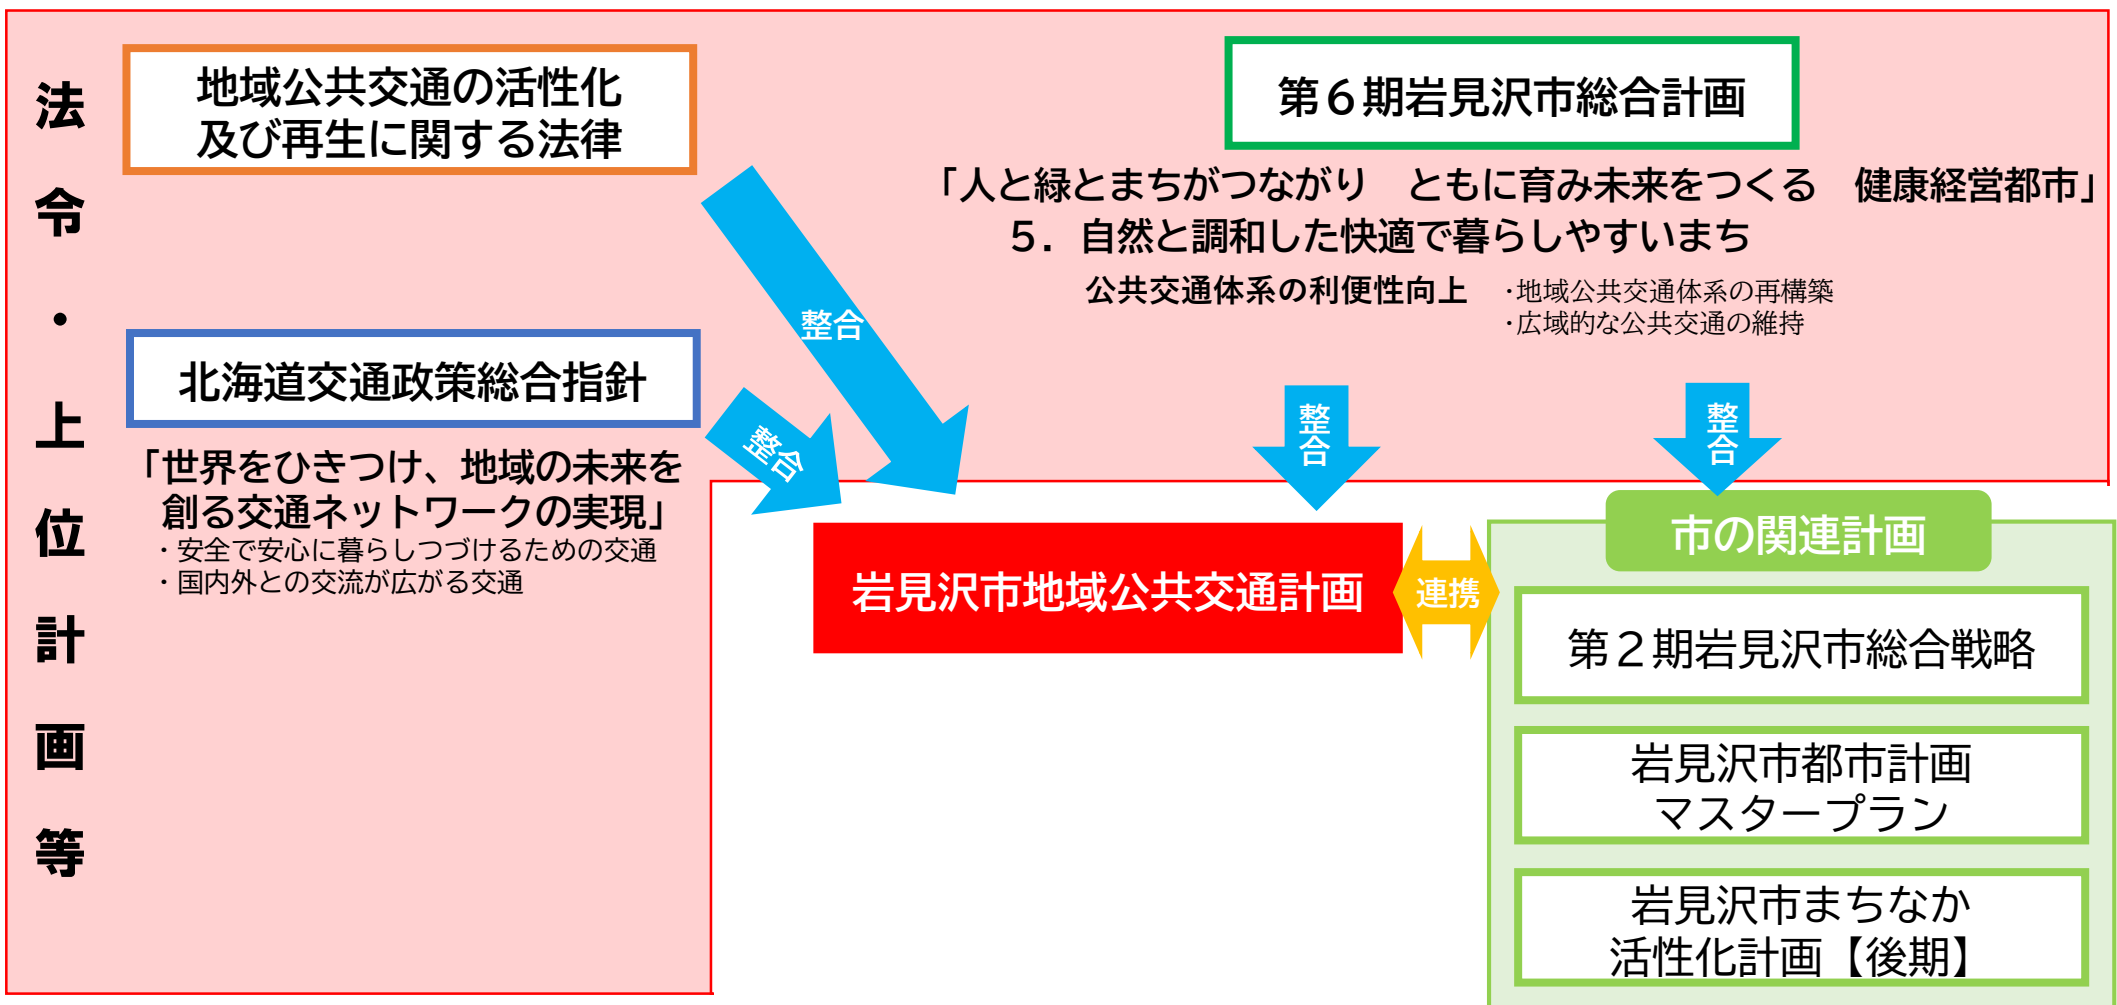 法令・上位計画等
地域公共交通の活性化
及び再生に関する法律
第６期岩見沢市総合計画
「人と緑とまちがつながり　ともに育み未来をつくる　健康経営都市」
５．自然と調和した快適で暮らしやすいまち
公共交通体系の利便性向上
・地域公共交通体系の再構築
・広域的な公共交通の維持
整合
北海道交通政策総合指針
「世界をひきつけ、地域の未来を
創る交通ネットワークの実現」
・安全で安心に暮らしつづけるための交通
・国内外との交流が広がる交通
整合
整合
整合
岩見沢市地域公共交通計画
連携
市の関連計画
第２期岩見沢市総合戦略
岩見沢市都市計画
マスタープラン
岩見沢市まちなか
活性化計画【後期】